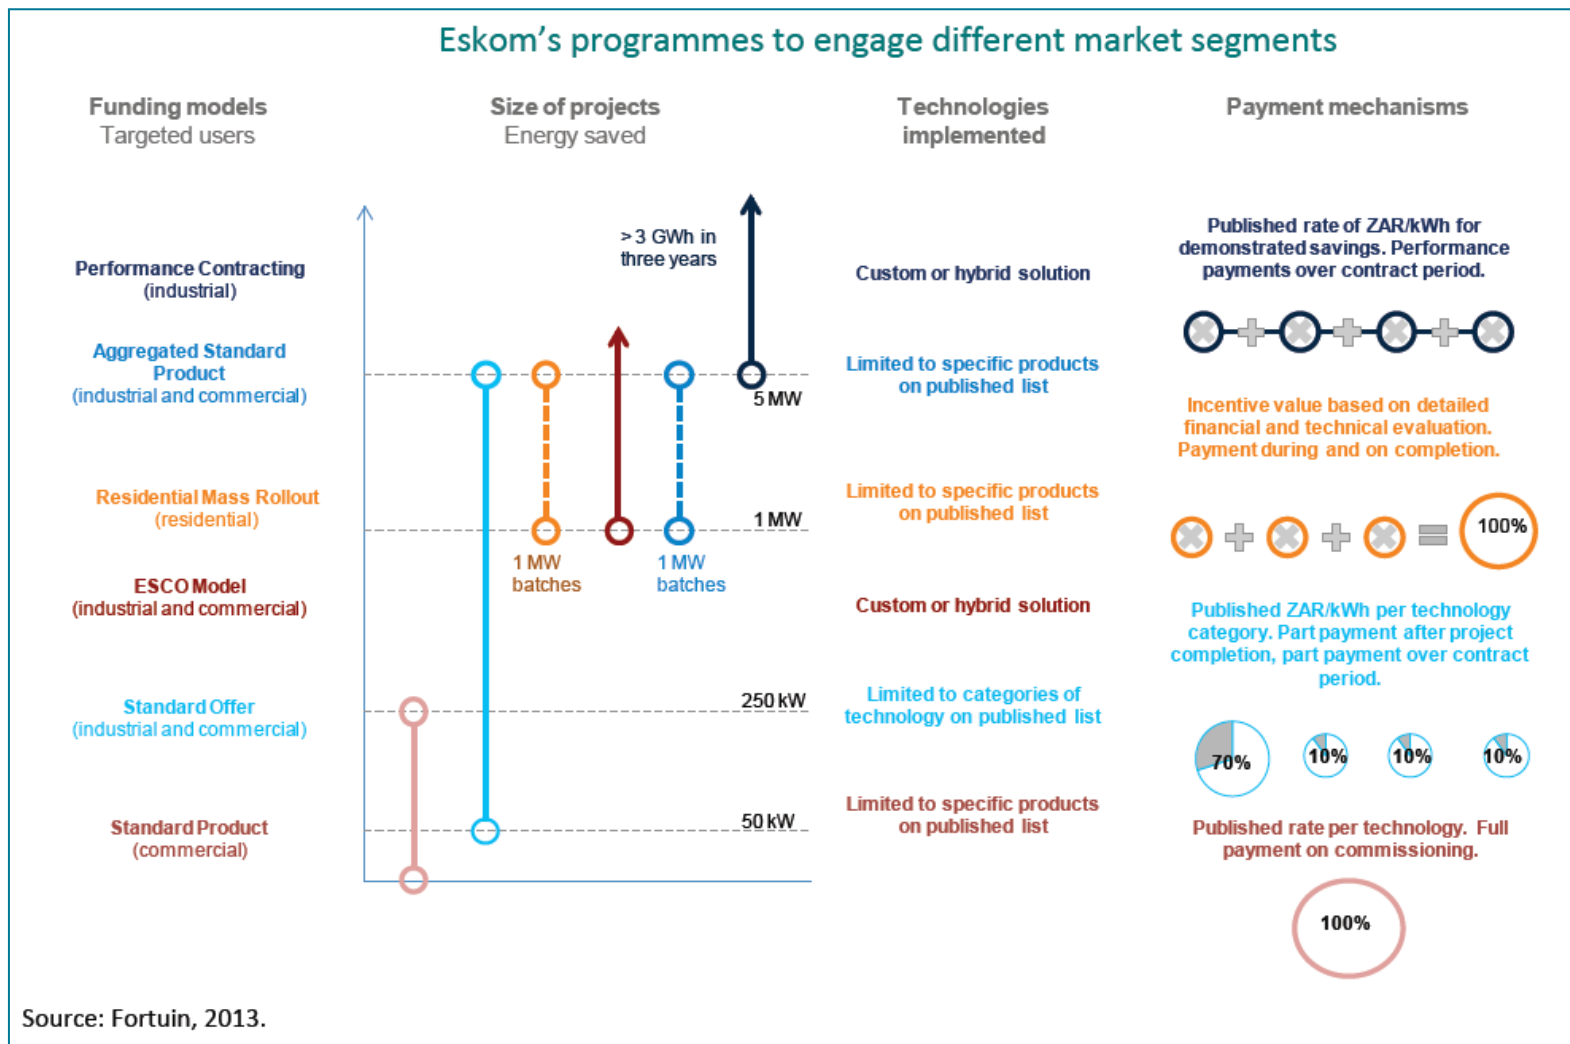 Eskom's programmes to engage different market segments
Funding models
Targeted users
Size of projects
Energy saved
Technologies
implemented
Payment mechanisms
Performance Contracting
(industrial)
Aggregated Standard
Product
(industrial and commercial)
Residential Mass Rollout
(residential)
ESCO Model
(industrial and commercial)
Standard Offer
(industrial and commercial)
Standard Product
(commercial)
> 3 GWh in
three years
5 MW
1 MW
1 MW
batches
1 MW
batches
250 kW
50 kW
Custom or hybrid solution
Limited to specific products
on published list
Limited to specific products
on published list
Custom or hybrid solution
Limited to categories of
technology on published list
Limited to specific products
on published list
Published rate of ZAR/kWh for
demonstrated savings. Performance
payments over contract period.
Incentive value based on detailed
financial and technical evaluation.
Payment during and on completion.
100%
Published ZAR/kWh per technology
category. Part payment after project
completion, part payment over contract
period.
70%
10%
10%
10%
Published rate per technology. Full
payment on commissioning.
100%
Source: Fortuin, 2013.